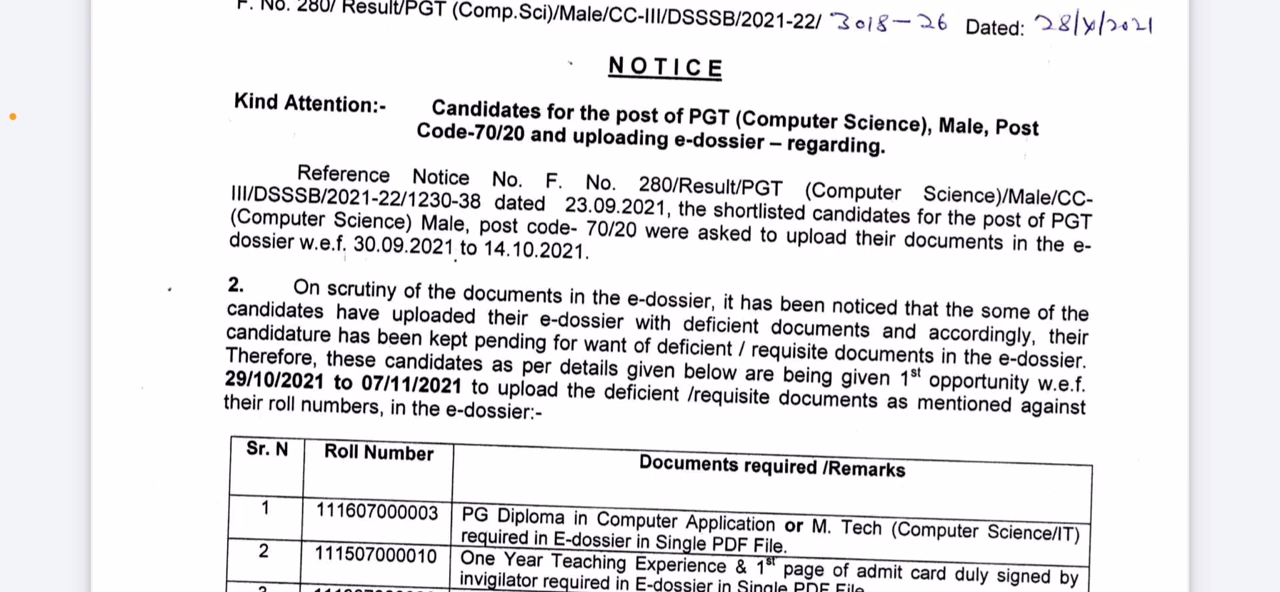 F. No. 280/ Result/PGT (Comp.Sci)/Male/CC-III/DSSSB/2021-22/ 3018-26 Dated: 28/X/2021
NOTICE
Kind Attention:- Candidates for the post of PGT (Computer Science), Male, Post
Code-70/20 and uploading e-dossier – regarding.
Reference Notice No. F. No. 280/Result/PGT (Computer Science)/Male/CC-
III/DSSSB/2021-22/1230-38 dated 23.09.2021, the shortlisted candidates for the post of PGT
(Computer Science) Male, post code- 70/20 were asked to upload their documents in the e-
dossier w.e.f. 30.09.2021 to 14.10.2021.
2. On scrutiny of the documents in the e-dossier, it has been noticed that the some of the
candidates have uploaded their e-dossier with deficient documents and accordingly, their
candidature has been kept pending for want of deficient / requisite documents in the e-dossier.
Therefore, these candidates as per details given below are being given 1st opportunity w.e.f.
29/10/2021 to 07/11/2021 to upload the deficient /requisite documents as mentioned against
their roll numbers, in the e-dossier:-
Sr. N Roll Number Documents required /Remarks
1 111607000003 PG Diploma in Computer Application or M. Tech (Computer Science/IT)
required in E-dossier in Single PDF File.
2 111507000010 One Year Teaching Experience & 1st page of admit card duly signed by
invigilator required in E-dossier in Single PDF File